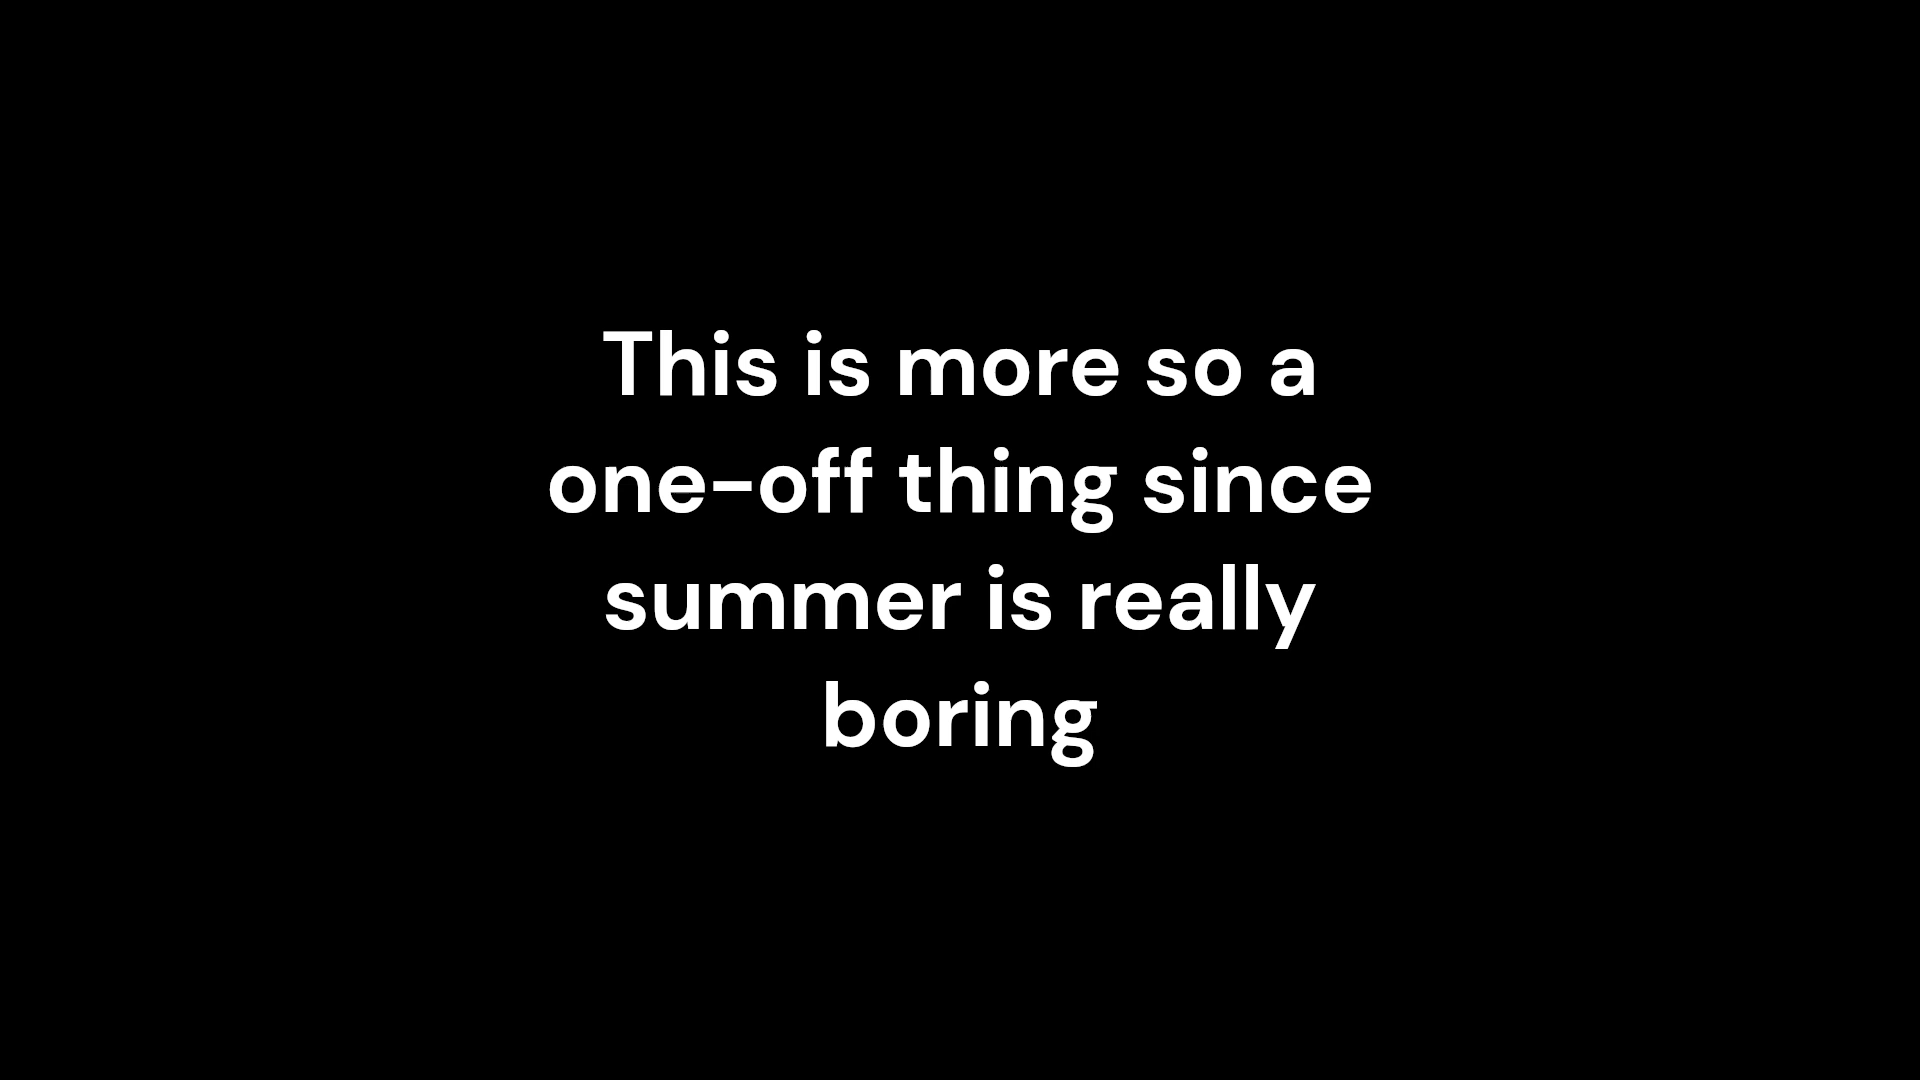 This is more so a
one-off thing since
summer is really
boring